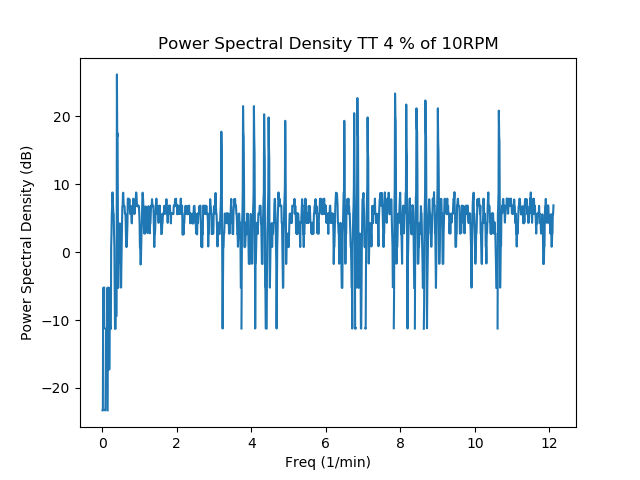 Power Spectral Density TT 4 % of 10RPM
Power Spectral Density (dB)
20
10
0
−10
−20
0 2 4 6 8 10 12
Freq (1/min)